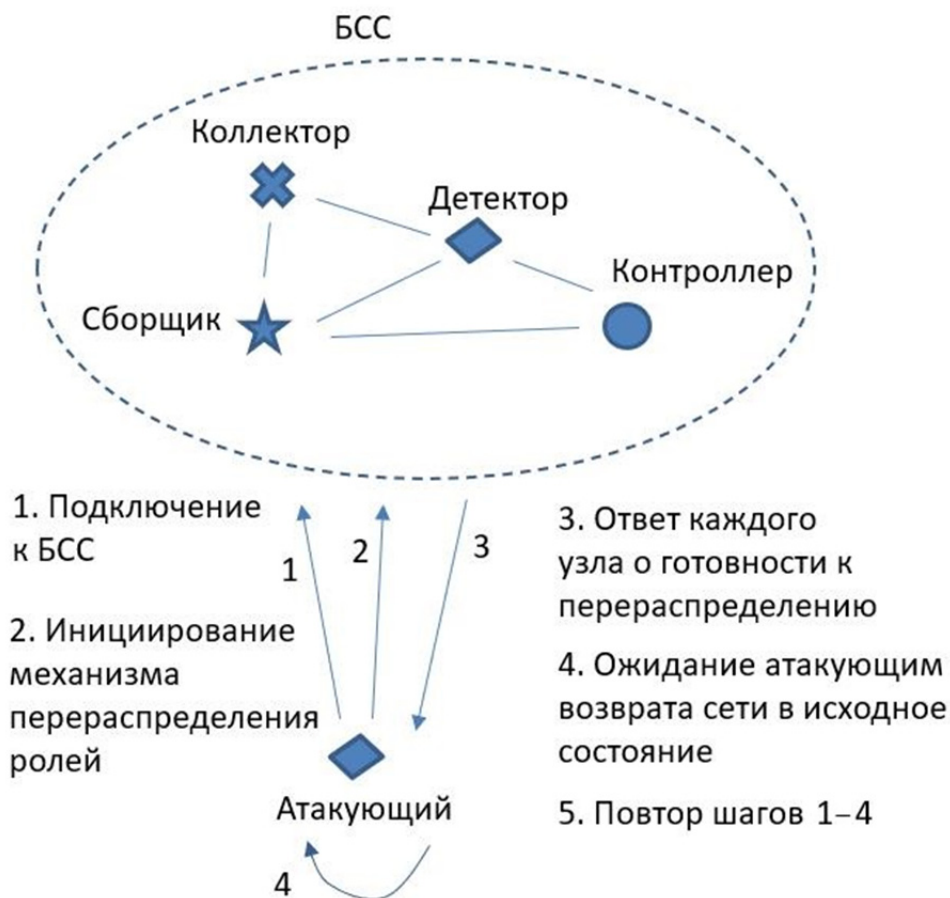 БСС
Коллектор
Детектор
Контроллер
Сборщик
1. Подключение
к БСС
2. Инициирование
механизма
перераспределения
ролей
1
2
3
3. Ответ каждого
узла о готовности к
перераспределению
4. Ожидание атакующим
возврата сети в исходное
состояние
5. Повтор шагов 1–4
Атакующий
4